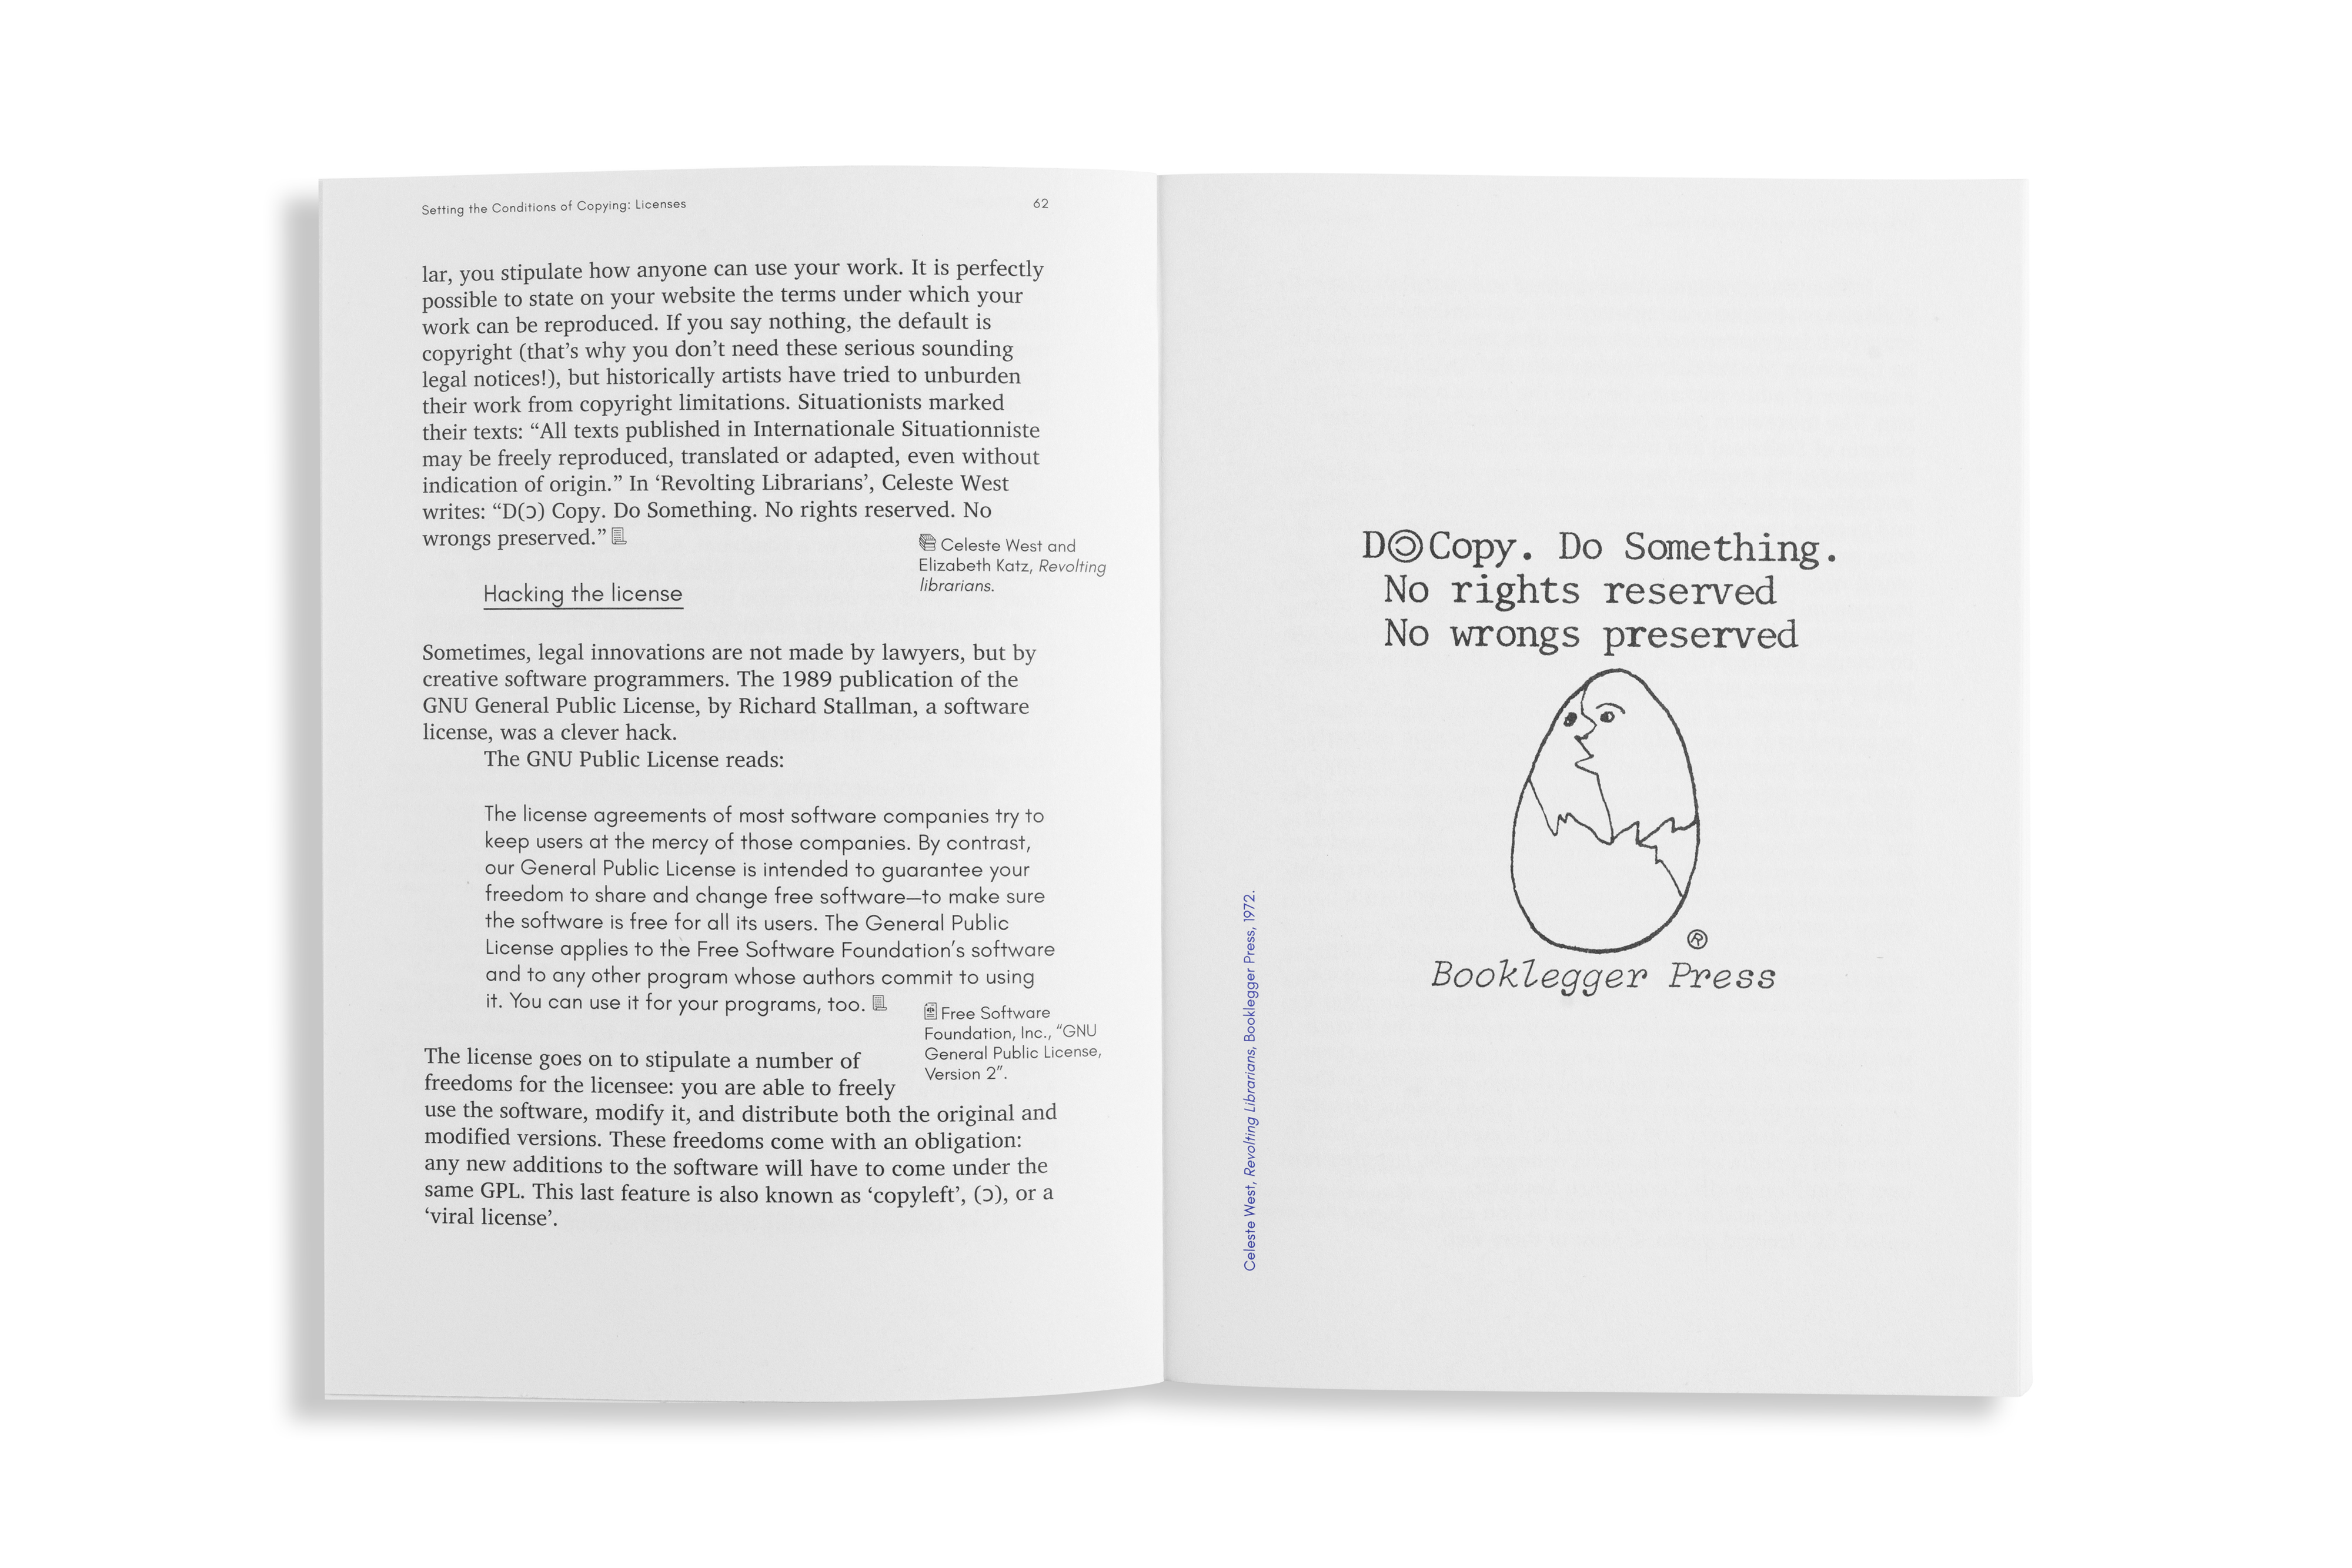 Setting the Conditions of Copying: Licenses 62
lar, you stipulate how anyone can use your work. It is perfectly
possible to state on your website the terms under which your
work can be reproduced. If you say nothing, the default is
copyright (that’s why you don’t need these serious sounding
legal notices!), but historically artists have tried to unburden
their work from copyright limitations. Situationists marked
their texts: “All texts published in Internationale Situationniste
may be freely reproduced, translated or adapted, even without
indication of origin.” In ‘Revolting Librarians’, Celeste West
writes: “D(ɔ) Copy. Do Something. No rights reserved. No
wrongs preserved.”
Celeste West and
Elizabeth Katz, Revolting
librarians.
Hacking the license
Sometimes, legal innovations are not made by lawyers, but by
creative software programmers. The 1989 publication of the
GNU General Public License, by Richard Stallman, a software
license, was a clever hack.
The GNU Public License reads:
The license agreements of most software companies try to
keep users at the mercy of those companies. By contrast,
our General Public License is intended to guarantee your
freedom to share and change free software—to make sure
the software is free for all its users. The General Public
License applies to the Free Software Foundation’s software
and to any other program whose authors commit to using
it. You can use it for your programs, too.
Free Software
Foundation, Inc., “GNU
General Public License,
Version 2”.
The license goes on to stipulate a number of
freedoms for the licensee: you are able to freely
use the software, modify it, and distribute both the original and
modified versions. These freedoms come with an obligation:
any new additions to the software will have to come under the
same GPL. This last feature is also known as ‘copyleft’, (ɔ), or a
‘viral license’.
D🄯Copy. Do Something.
No rights reserved
No wrongs preserved
®
Booklegger Press
Celeste West, Revolting Librarians, Booklegger Press, 1972.